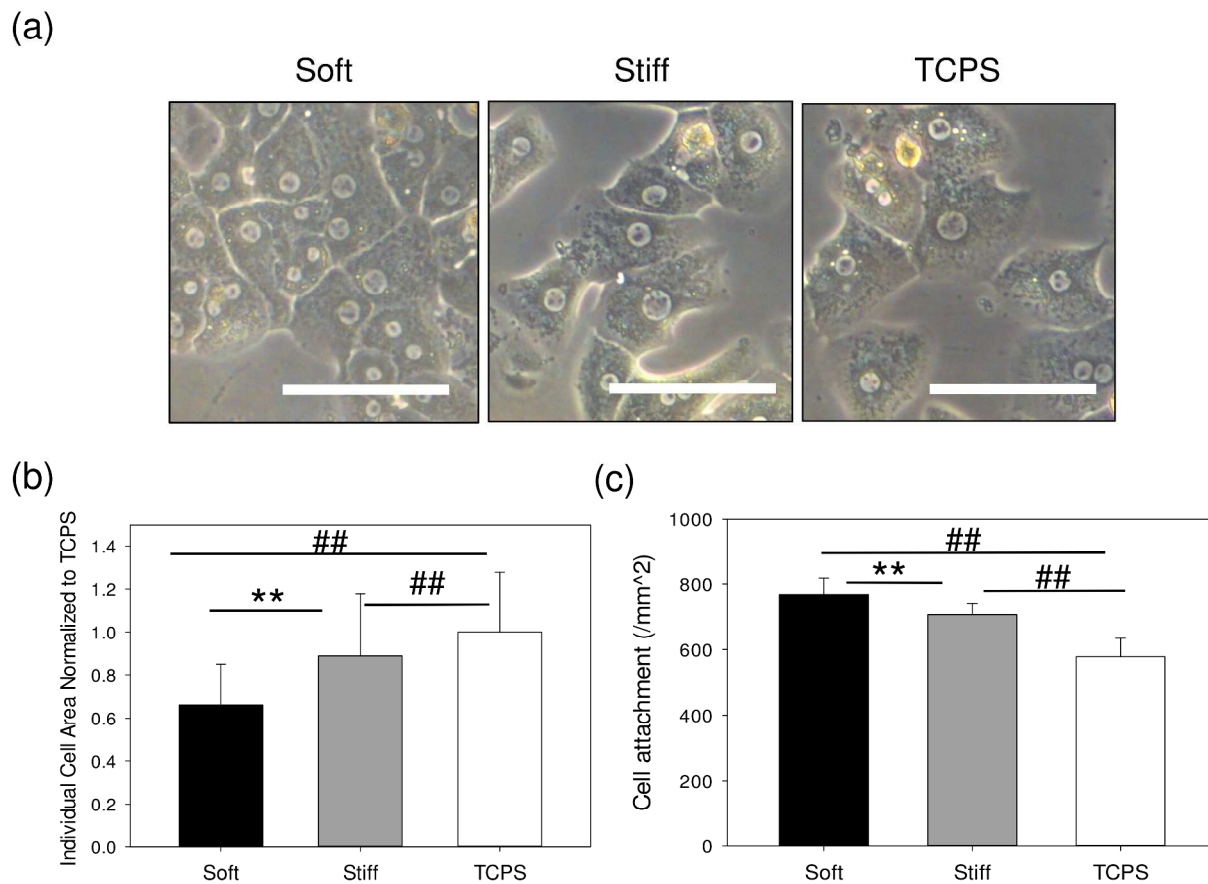 (a)
Soft Stiff TCPS
(b)
Individual Cell Area Normalized to TCPS
1.4
1.2
1.0
0.8
0.6
0.4
0.2
0.0
##
**
##
Soft Stiff TCPS
(c)
Cell attachment (/mm^2)
1000
800
600
400
200
0
##
**
##
Soft Stiff TCPS